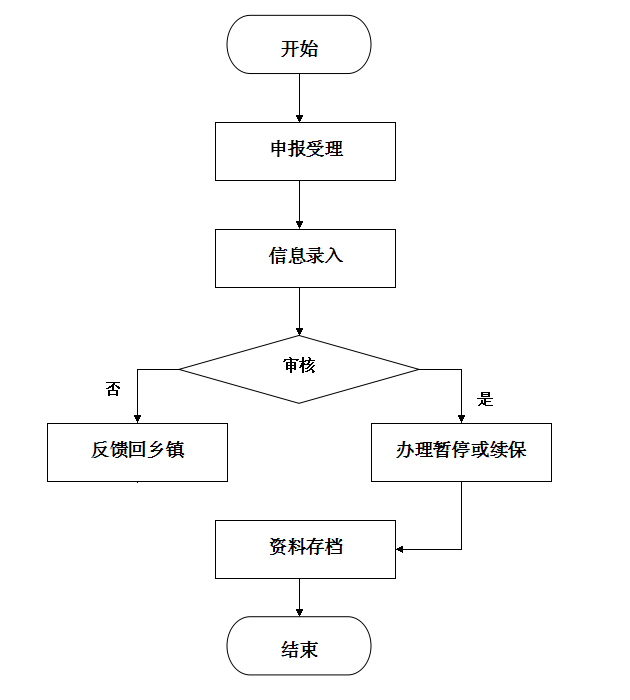 开始
申报受理
信息录入
审核
否
是
反馈回乡镇
办理暂停或续保
资料存档
结束